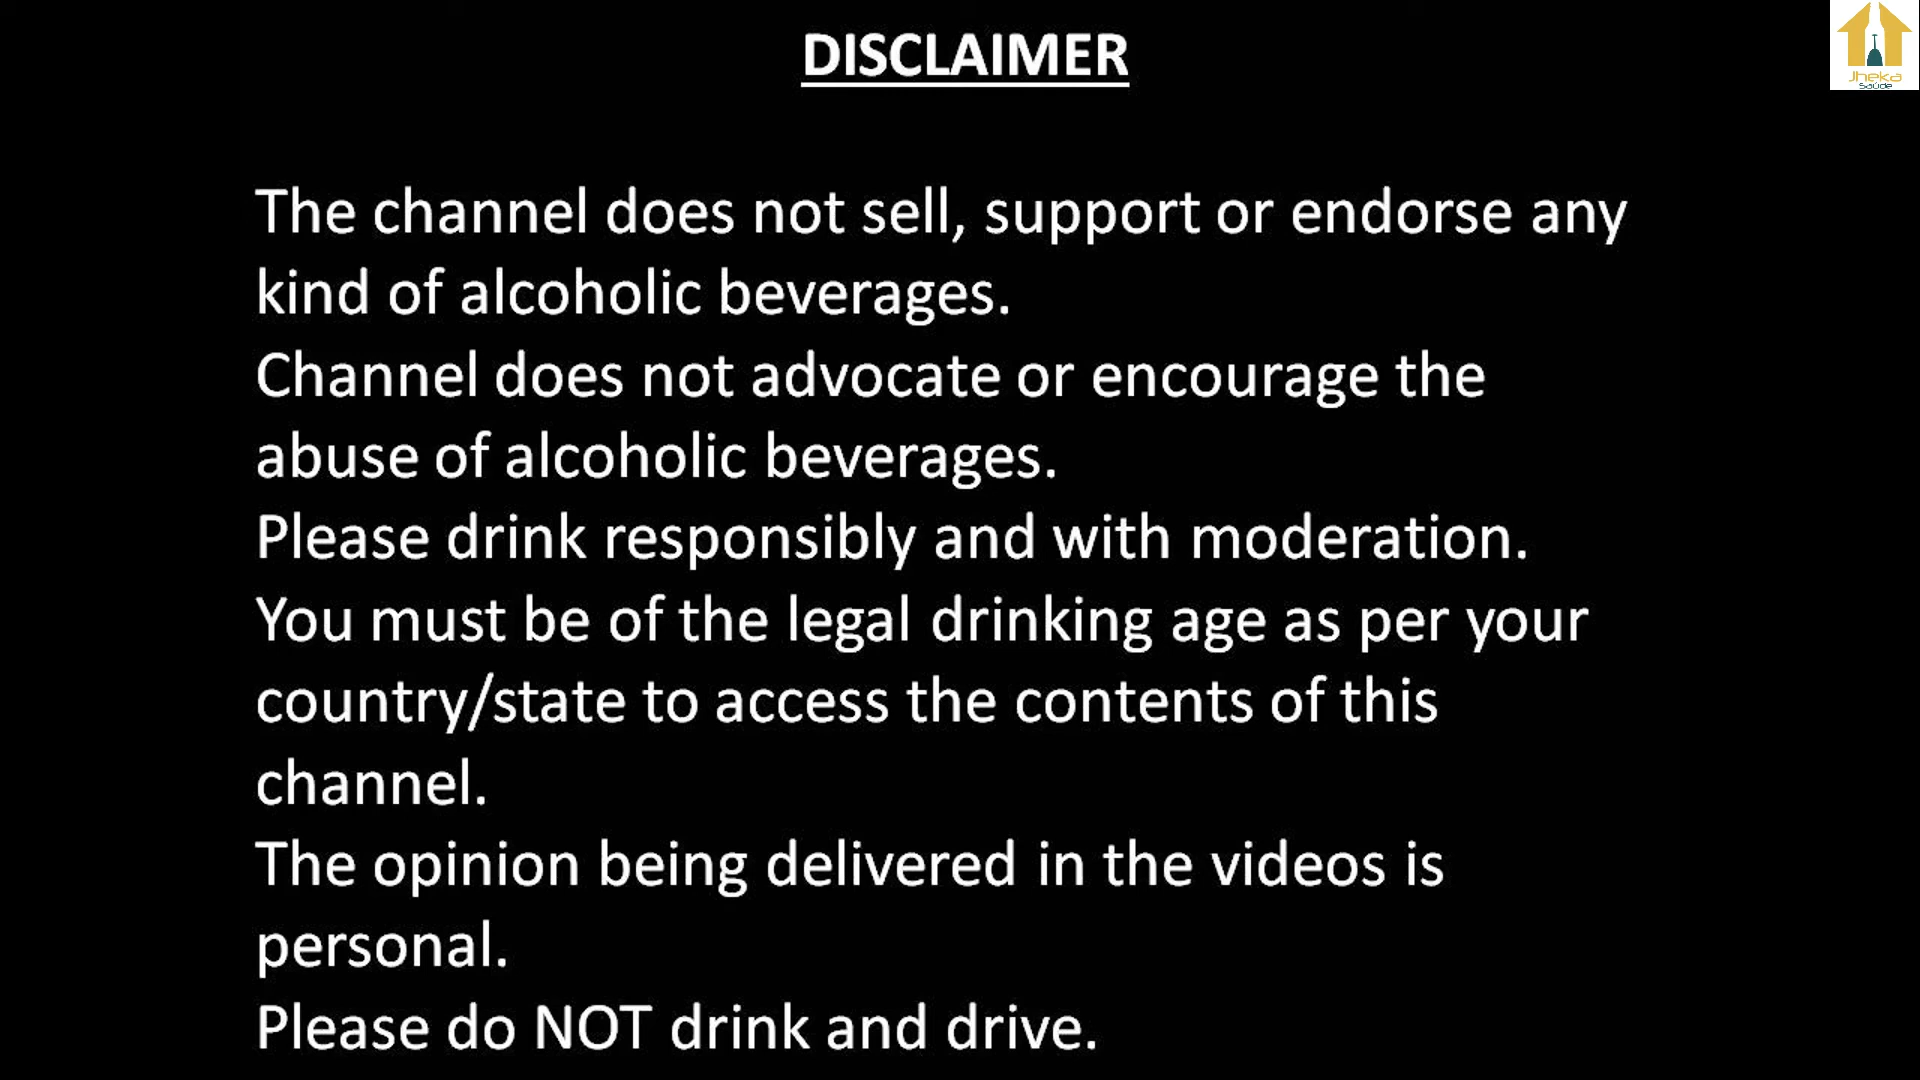 DISCLAIMER
Jheka
Saúde
The channel does not sell, support or endorse any
kind of alcoholic beverages.
Channel does not advocate or encourage the
abuse of alcoholic beverages.
Please drink responsibly and with moderation.
You must be of the legal drinking age as per your
country/state to access the contents of this
channel.
The opinion being delivered in the videos is
personal.
Please do NOT drink and drive.